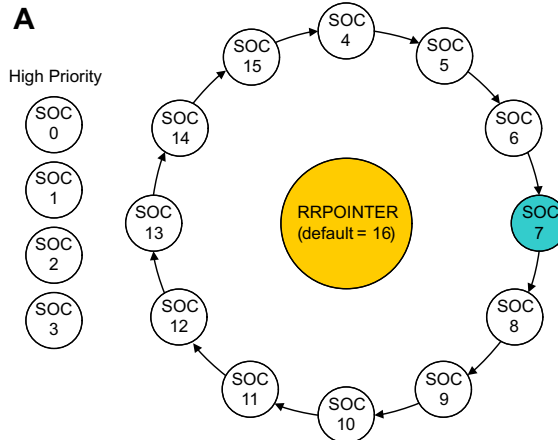 A
High Priority
SOC
0
SOC
1
SOC
2
SOC
3
SOC
4
SOC
5
SOC
6
SOC
7
SOC
8
SOC
9
SOC
10
SOC
11
SOC
12
SOC
13
SOC
14
SOC
15
RRPOINTER
(default = 16)